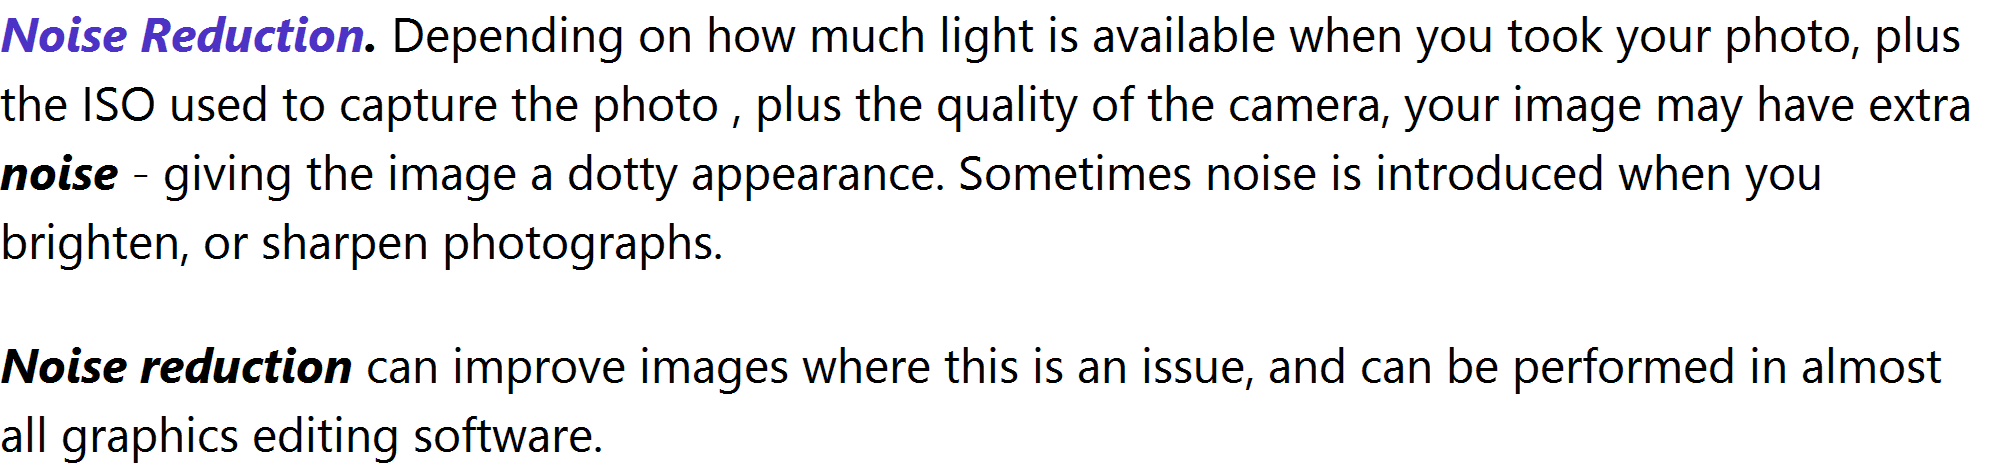 Noise Reduction. Depending on how much light is available when you took your photo, plus
the ISO used to capture the photo , plus the quality of the camera, your image may have extra
noise - giving the image a dotty appearance. Sometimes noise is introduced when you
brighten, or sharpen photographs.
Noise reduction can improve images where this is an issue, and can be performed in almost
all graphics editing software.